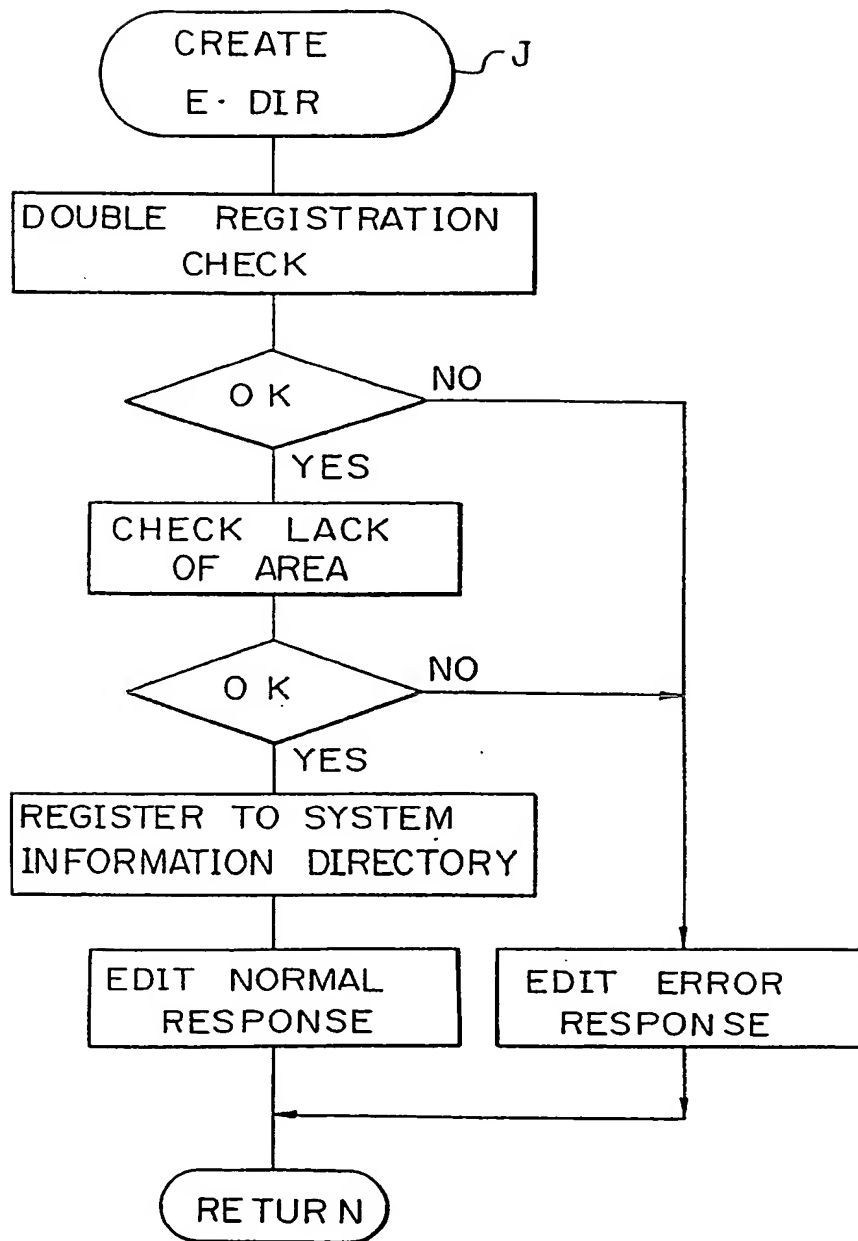 CREATE
E· DIR
J
DOUBLE REGISTRATION
CHECK
OK
NO
YES
CHECK LACK
OF AREA
OK
NO
YES
REGISTER TO SYSTEM
INFORMATION DIRECTORY
EDIT NORMAL
RESPONSE
EDIT ERROR
RESPONSE
RETURN